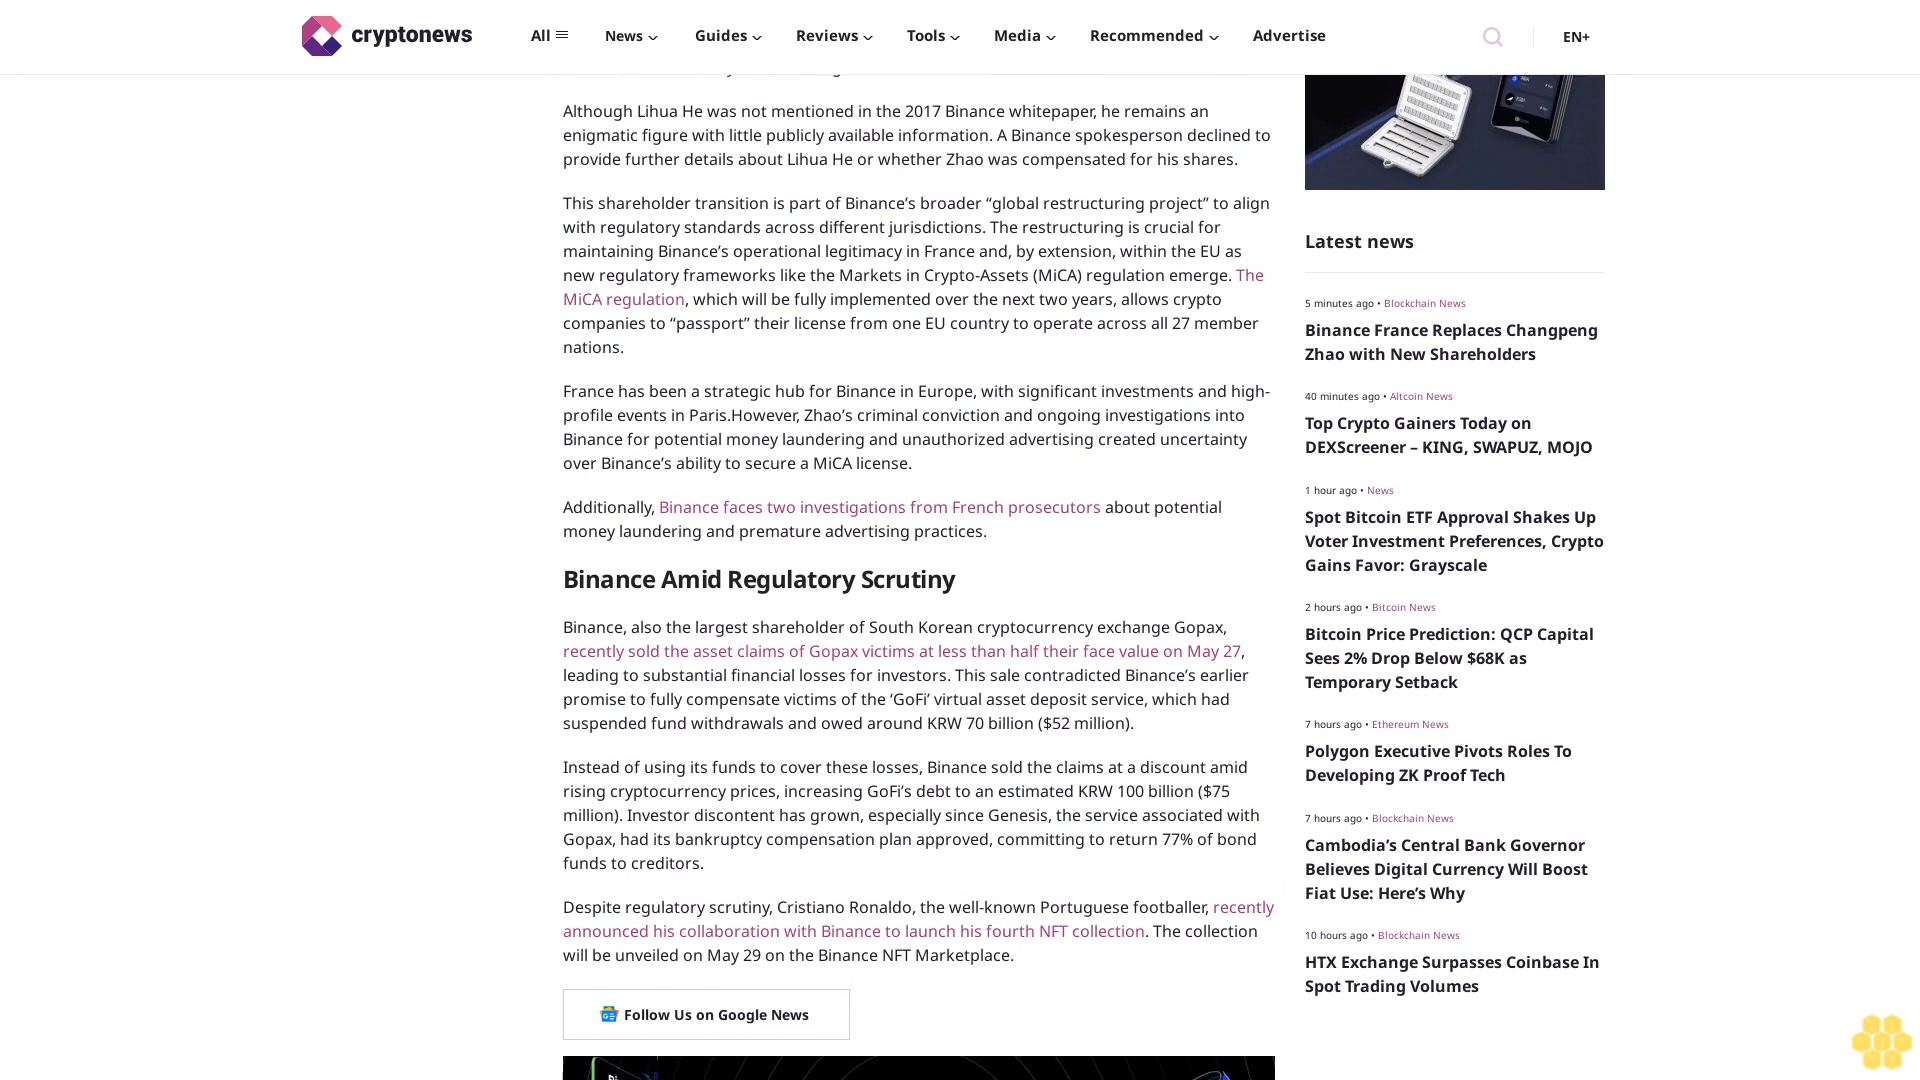 cryptonews
All
News
Guides
Reviews
Tools
Media
Recommended
Advertise
EN+
Although Lihua He was not mentioned in the 2017 Binance whitepaper, he remains an
enigmatic figure with little publicly available information. A Binance spokesperson declined to
provide further details about Lihua He or whether Zhao was compensated for his shares.
This shareholder transition is part of Binance’s broader “global restructuring project” to align
with regulatory standards across different jurisdictions. The restructuring is crucial for
maintaining Binance’s operational legitimacy in France and, by extension, within the EU as
new regulatory frameworks like the Markets in Crypto-Assets (MiCA) regulation emerge. The
MiCA regulation, which will be fully implemented over the next two years, allows crypto
companies to “passport” their license from one EU country to operate across all 27 member
nations.
France has been a strategic hub for Binance in Europe, with significant investments and high-
profile events in Paris.However, Zhao’s criminal conviction and ongoing investigations into
Binance for potential money laundering and unauthorized advertising created uncertainty
over Binance’s ability to secure a MiCA license.
Additionally, Binance faces two investigations from French prosecutors about potential
money laundering and premature advertising practices.
Binance Amid Regulatory Scrutiny
Binance, also the largest shareholder of South Korean cryptocurrency exchange Gopax,
recently sold the asset claims of Gopax victims at less than half their face value on May 27,
leading to substantial financial losses for investors. This sale contradicted Binance’s earlier
promise to fully compensate victims of the ‘GoFi’ virtual asset deposit service, which had
suspended fund withdrawals and owed around KRW 70 billion ($52 million).
Instead of using its funds to cover these losses, Binance sold the claims at a discount amid
rising cryptocurrency prices, increasing GoFi’s debt to an estimated KRW 100 billion ($75
million). Investor discontent has grown, especially since Genesis, the service associated with
Gopax, had its bankruptcy compensation plan approved, committing to return 77% of bond
funds to creditors.
Despite regulatory scrutiny, Cristiano Ronaldo, the well-known Portuguese footballer, recently
announced his collaboration with Binance to launch his fourth NFT collection. The collection
will be unveiled on May 29 on the Binance NFT Marketplace.
Follow Us on Google News
Latest news
5 minutes ago • Blockchain News
Binance France Replaces Changpeng
Zhao with New Shareholders
40 minutes ago • Altcoin News
Top Crypto Gainers Today on
DEXScreener – KING, SWAPUZ, MOJO
1 hour ago • News
Spot Bitcoin ETF Approval Shakes Up
Voter Investment Preferences, Crypto
Gains Favor: Grayscale
2 hours ago • Bitcoin News
Bitcoin Price Prediction: QCP Capital
Sees 2% Drop Below $68K as
Temporary Setback
7 hours ago • Ethereum News
Polygon Executive Pivots Roles To
Developing ZK Proof Tech
7 hours ago • Blockchain News
Cambodia’s Central Bank Governor
Believes Digital Currency Will Boost
Fiat Use: Here’s Why
10 hours ago • Blockchain News
HTX Exchange Surpasses Coinbase In
Spot Trading Volumes